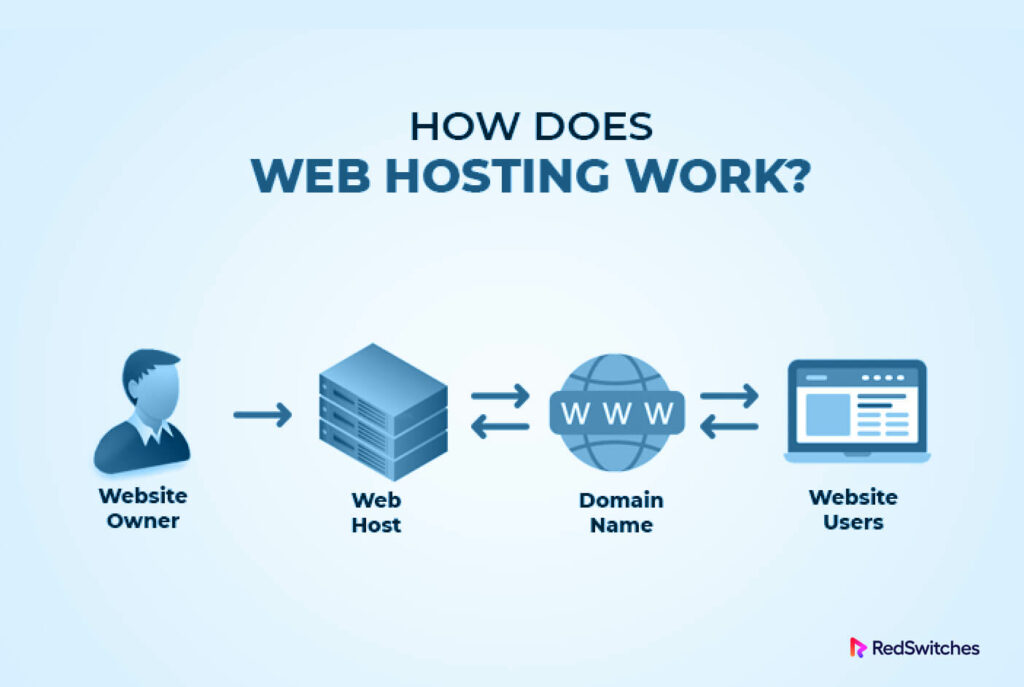 HOW DOES
WEB HOSTING WORK?
W W W
Website
Owner
Web
Host
Domain
Name
Website
Users
RedSwitches